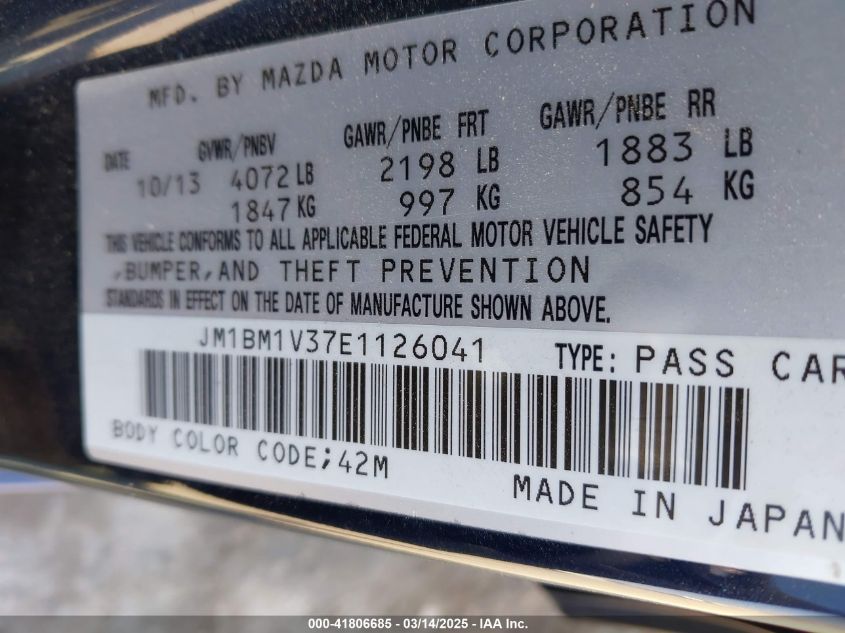 MFD. BY MAZDA MOTOR CORPORATION
DATE GVWR/PNBV GAWR/PNBE FRT GAWR/PNBE RR
10/13 4072 LB 2198 LB 1883 LB
1847 KG 997 KG 854 KG
THIS VEHICLE CONFORMS TO ALL APPLICABLE FEDERAL MOTOR VEHICLE SAFETY
,BUMPER,AND THEFT PREVENTION
STANDARDS IN EFFECT ON THE DATE OF MANUFACTURE SHOWN ABOVE.
JM1BM1V37E1126041 TYPE: PASS CAR
BODY COLOR CODE;42M
MADE IN JAPAN
000-41806685 - 03/14/2025 - IAA Inc.